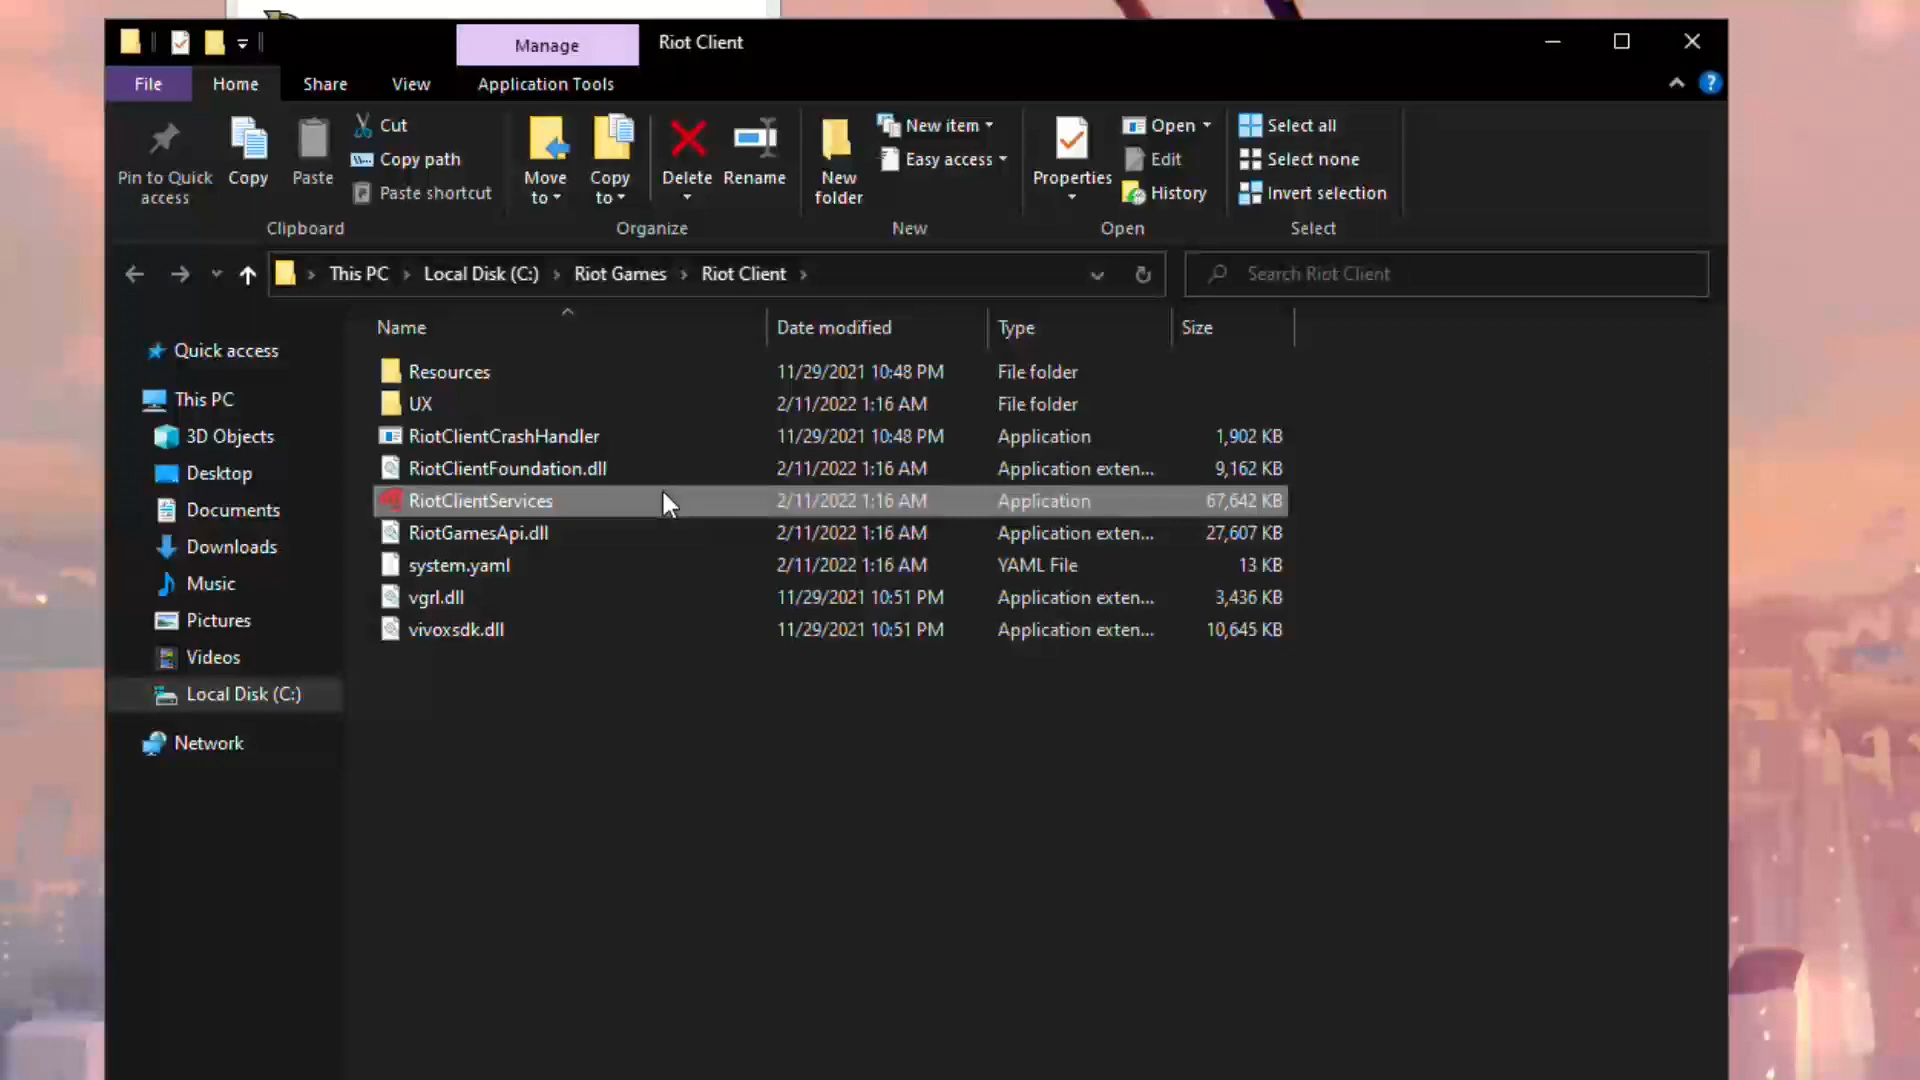 Manage
Riot Client
File
Home
Share
View
Application Tools
?
Pin to Quick
access
Copy
Paste
Cut
Copy path
Paste shortcut
Clipboard
Move
to
Copy
to
Delete
Rename
Organize
New
folder
New item
Easy access
New
Properties
Open
Edit
History
Open
Select all
Select none
Invert selection
Select
This PC › Local Disk (C:) › Riot Games › Riot Client ›
Search Riot Client
Name Date modified Type Size
Quick access
This PC
3D Objects
Desktop
Documents
Downloads
Music
Pictures
Videos
Local Disk (C:)
Network
Resources 11/29/2021 10:48 PM File folder
UX 2/11/2022 1:16 AM File folder
RiotClientCrashHandler 11/29/2021 10:48 PM Application 1,902 KB
RiotClientFoundation.dll 2/11/2022 1:16 AM Application exten... 9,162 KB
RiotClientServices 2/11/2022 1:16 AM Application 67,642 KB
RiotGamesApi.dll 2/11/2022 1:16 AM Application exten... 27,607 KB
system.yaml 2/11/2022 1:16 AM YAML File 13 KB
vgrl.dll 11/29/2021 10:51 PM Application exten... 3,436 KB
vivoxsdk.dll 11/29/2021 10:51 PM Application exten... 10,645 KB